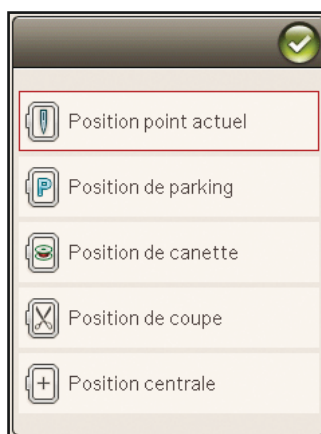 Position point actuel
Position de parking
Position de canette
Position de coupe
Position centrale